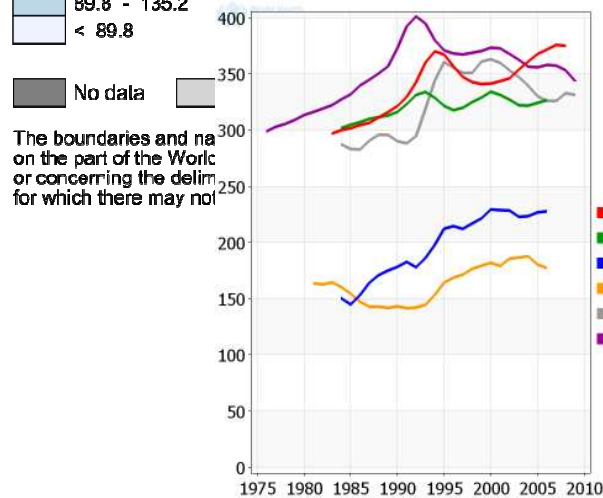 89.8 - 135.2
< 89.8
No data
The boundaries and na
on the part of the Worl
or concerning the delim
for which there may not
400
350
300
250
200
150
100
50
0
1975 1980 1985 1990 1995 2000 2005 2010